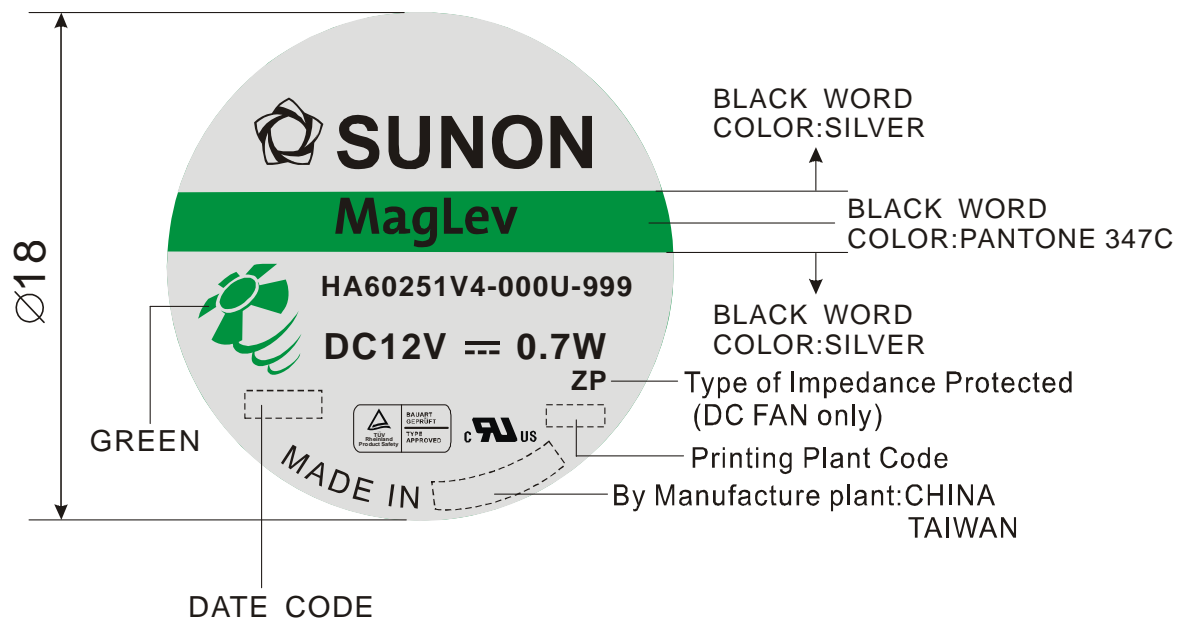 BLACK WORD
COLOR:SILVER
SUNON
MagLev
BLACK WORD
COLOR:PANTONE 347C
Ø18
HA60251V4-000U-999
BLACK WORD
COLOR:SILVER
DC12V ⎓ 0.7W
ZP
Type of Impedance Protected
(DC FAN only)
GREEN
TÜV
Rheinland
Product Safety
BAUART
GEPRÜFT
TYPE
APPROVED
c RU US
Printing Plant Code
MADE IN
By Manufacture plant:CHINA
TAIWAN
DATE CODE